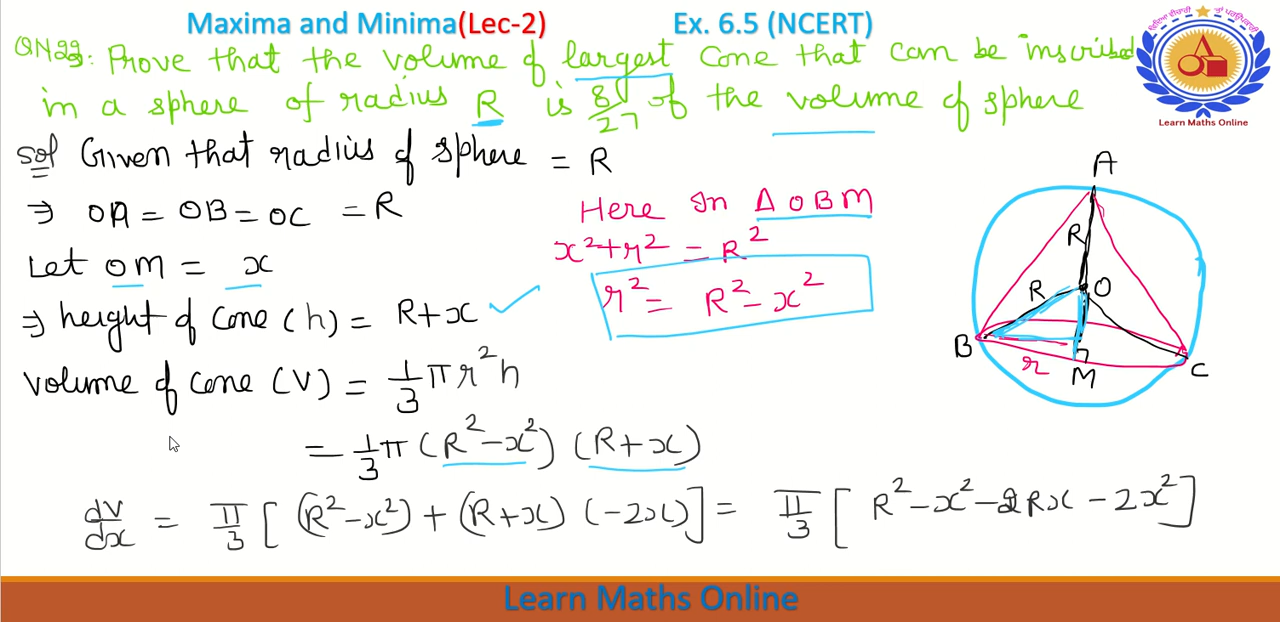 Maxima and Minima(Lec-2) Ex. 6.5 (NCERT)
QN23: Prove that the volume of largest cone that can be inscribed
in a sphere of radius R is 8/27 of the volume of sphere
Sol Given that radius of sphere = R
⇒ OA = OB = OC = R
Let OM = x
⇒ height of cone (h) = R+x ✓
Volume of cone (V) = 1/3 π r² h
= 1/3 π (R² - x²) (R+x)
dV/dx = π/3 [ (R² - x²) + (R+x) (-2x) ] = π/3 [ R² - x² - 2Rx - 2x² ]
Here In Δ OBM
x² + r² = R²
r² = R² - x²
A
R
R O
B
r
M
C
Learn Maths Online
Learn Maths Online